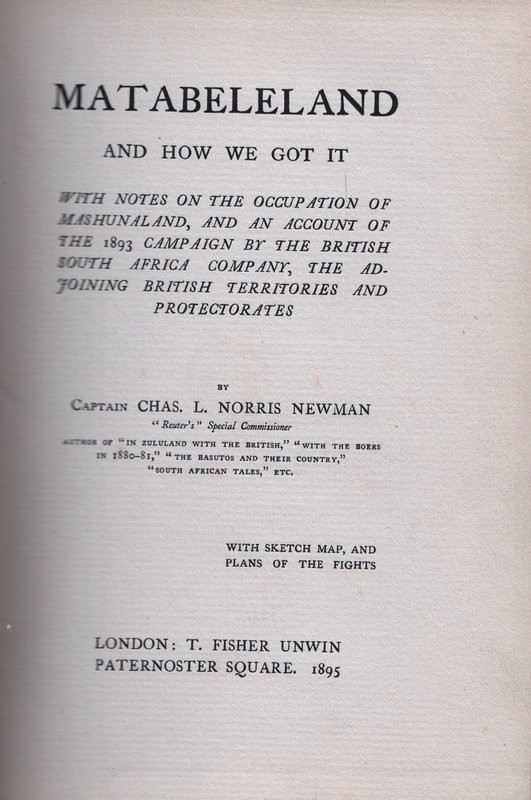 MATABELELAND
AND HOW WE GOT IT
WITH NOTES ON THE OCCUPATION OF
MASHUNALAND, AND AN ACCOUNT OF
THE 1893 CAMPAIGN BY THE BRITISH
SOUTH AFRICA COMPANY, THE AD-
JOINING BRITISH TERRITORIES AND
PROTECTORATES
BY
CAPTAIN CHAS. L. NORRIS NEWMAN
"Reuter's" Special Commissioner
AUTHOR OF "IN ZULULAND WITH THE BRITISH," "WITH THE BOERS
IN 1880-81," "THE BASUTOS AND THEIR COUNTRY,"
"SOUTH AFRICAN TALES," ETC.
WITH SKETCH MAP, AND
PLANS OF THE FIGHTS
LONDON: T. FISHER UNWIN
PATERNOSTER SQUARE. 1895